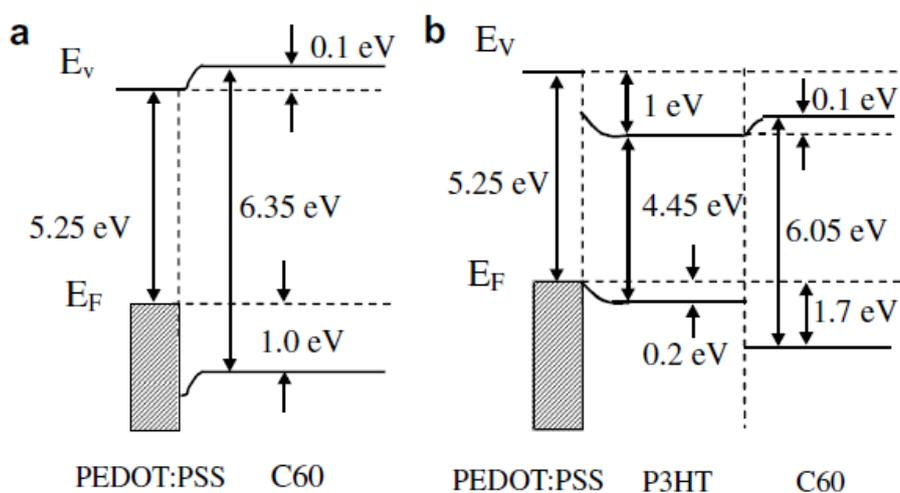 a
E_v
0.1 eV
5.25 eV
6.35 eV
E_F
1.0 eV
PEDOT:PSS C60
b
E_V
1 eV
0.1 eV
5.25 eV
4.45 eV
6.05 eV
E_F
1.7 eV
0.2 eV
PEDOT:PSS P3HT C60